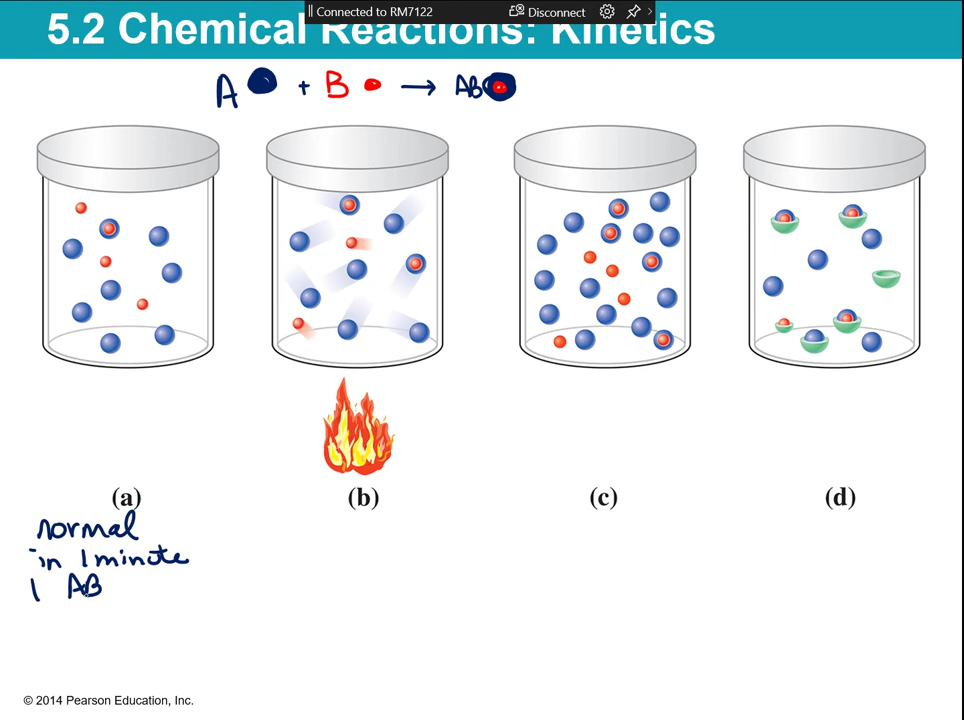 Connected to RM7122 Disconnect
5.2 Chemical Reactions: Kinetics
A + B → AB
(a) (b) (c) (d)
normal
in 1 minute
1 AB
© 2014 Pearson Education, Inc.